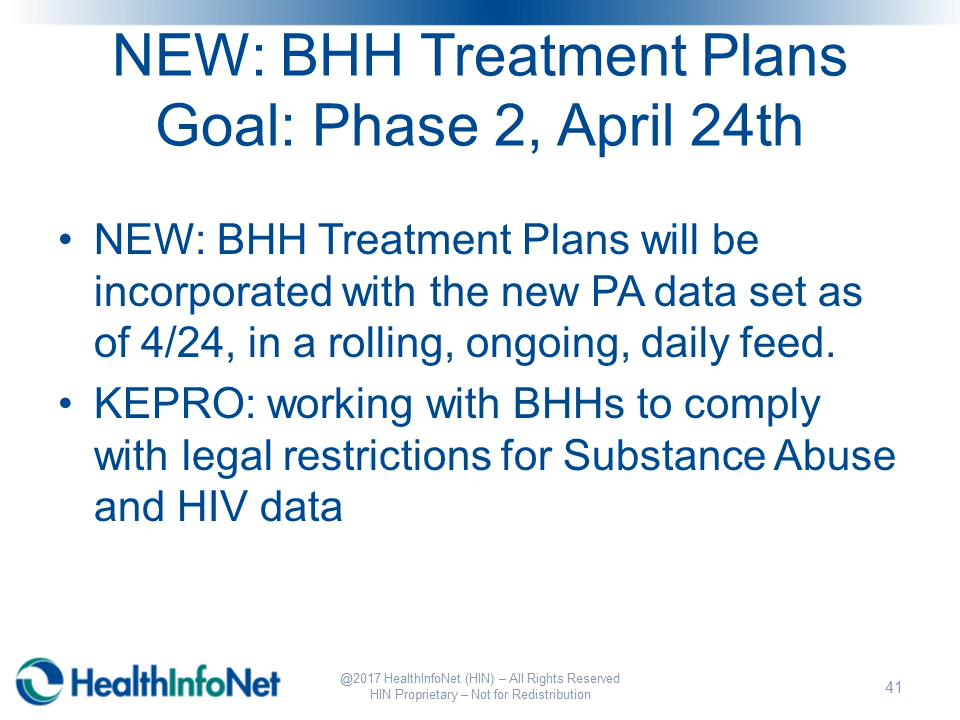 NEW: BHH Treatment Plans
Goal: Phase 2, April 24th
• NEW: BHH Treatment Plans will be
incorporated with the new PA data set as
of 4/24, in a rolling, ongoing, daily feed.
• KEPRO: working with BHHs to comply
with legal restrictions for Substance Abuse
and HIV data
HealthInfoNet
@2017 HealthInfoNet (HIN) – All Rights Reserved
HIN Proprietary – Not for Redistribution
41